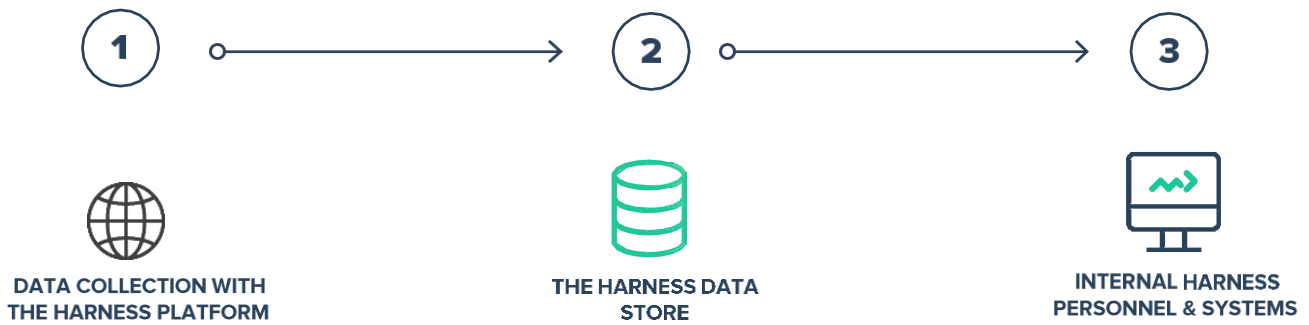 1
2
3
DATA COLLECTION WITH
THE HARNESS PLATFORM
THE HARNESS DATA
STORE
INTERNAL HARNESS
PERSONNEL & SYSTEMS